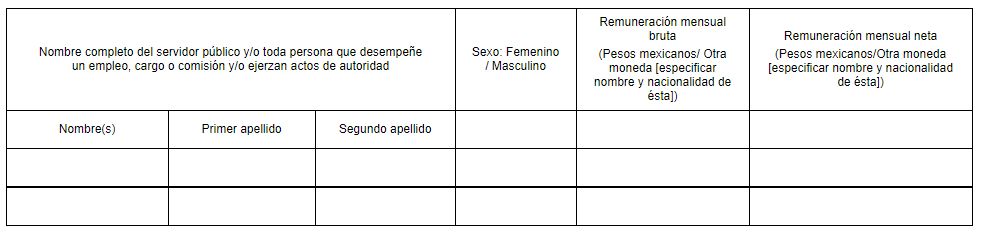 Nombre completo del servidor público y/o toda persona que desempeñe
un empleo, cargo o comisión y/o ejerzan actos de autoridad
Sexo: Femenino
/ Masculino
Remuneración mensual
bruta
(Pesos mexicanos/ Otra
moneda [especificar
nombre y nacionalidad de
ésta])
Remuneración mensual neta
(Pesos mexicanos/Otra moneda
[especificar nombre y nacionalidad
de ésta])
Nombre(s)
Primer apellido
Segundo apellido